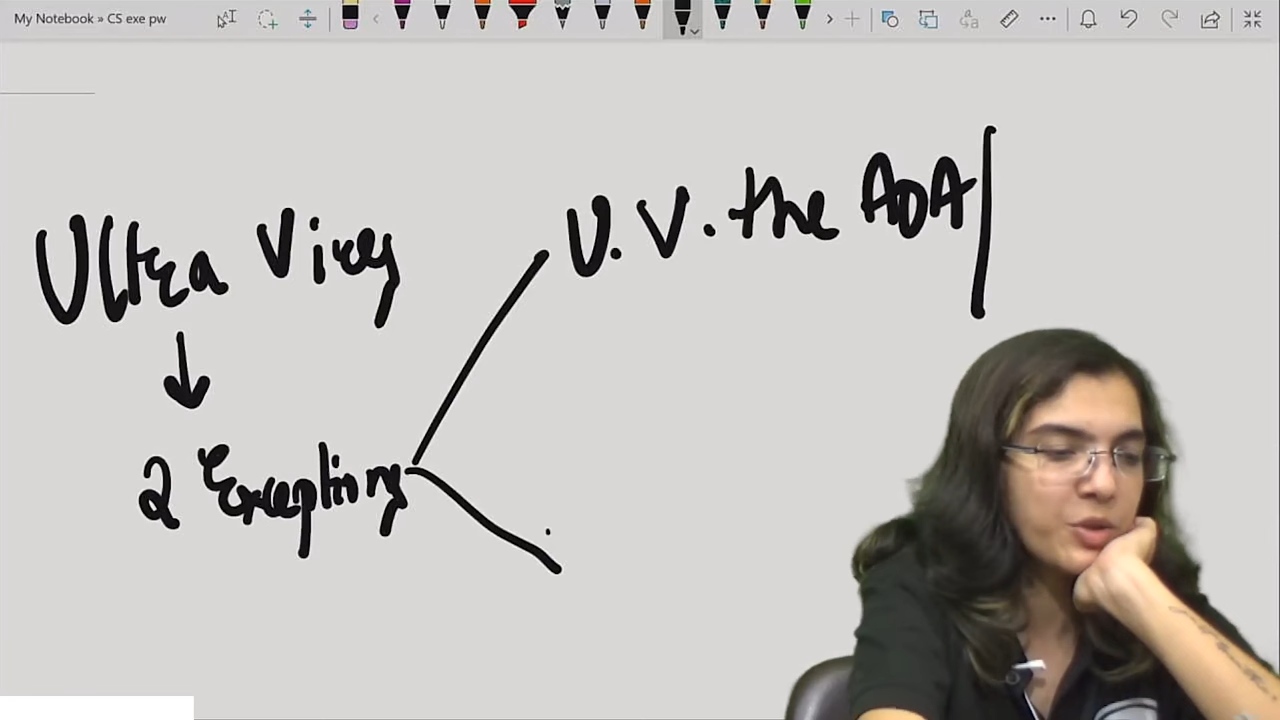 My Notebook » CS exe pw
Ultra Vires
U.V. the AOA/
2 Exceptions